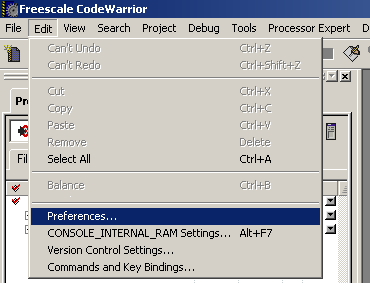 Freescale CodeWarrior
File Edit View Search Project Debug Tools Processor Expert D
Can't Undo Ctrl+Z
Can't Redo Ctrl+Shift+Z
Cut Ctrl+X
Copy Ctrl+C
Paste Ctrl+V
Remove Delete
Select All Ctrl+A
Balance Ctrl+B
Preferences...
CONSOLE_INTERNAL_RAM Settings... Alt+F7
Version Control Settings...
Commands and Key Bindings...
Pro
Fil